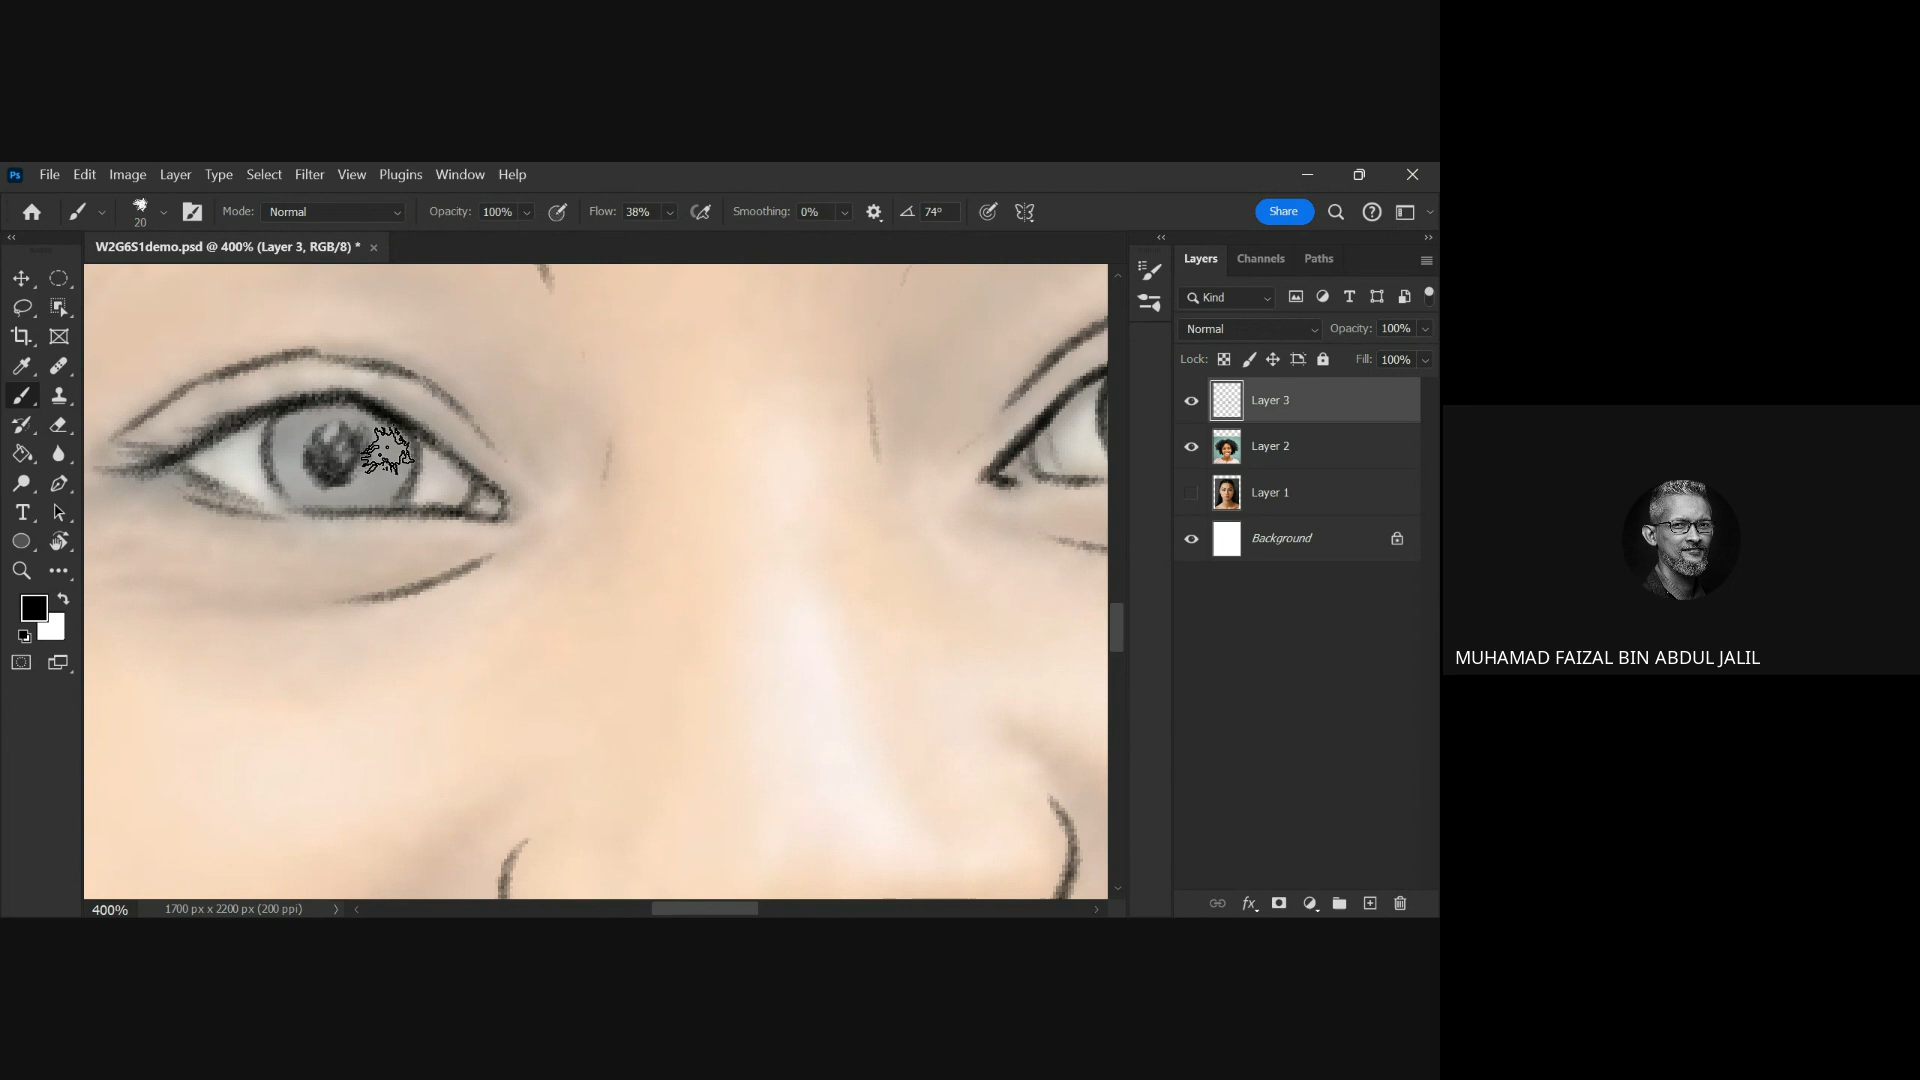 Ps File Edit Image Layer Type Select Filter View Plugins Window Help
20 Mode: Normal Opacity: 100% Flow: 38% Smoothing: 0% 74° Share
W2G6S1demo.psd @ 400% (Layer 3, RGB/8) *
Layers Channels Paths
Kind
Normal Opacity: 100%
Lock: Fill: 100%
Layer 3
Layer 2
Layer 1
Background
fx
400% 1700 px x 2200 px (200 ppi)
MUHAMAD FAIZAL BIN ABDUL JALIL